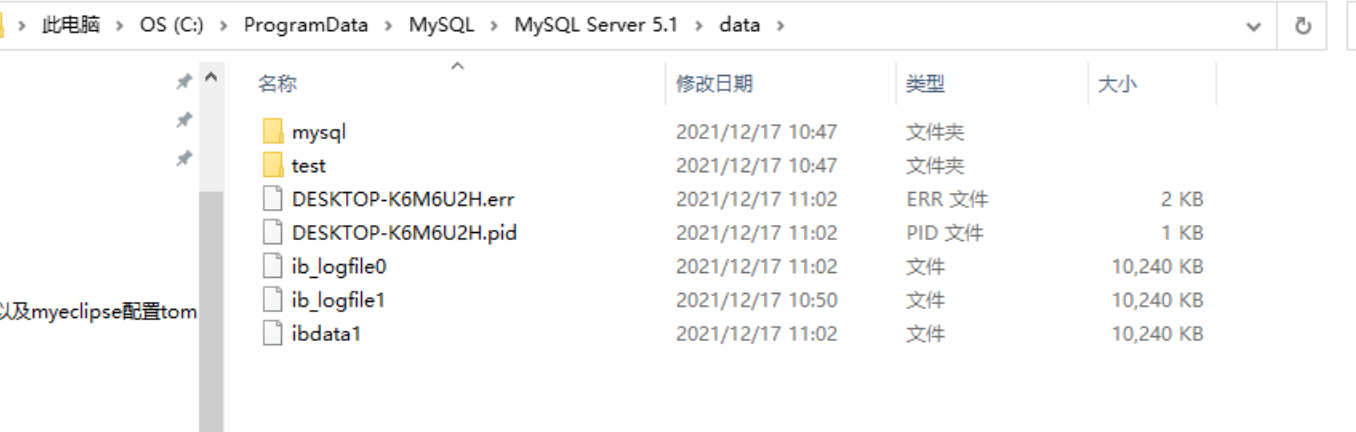 此电脑 > OS (C:) > ProgramData > MySQL > MySQL Server 5.1 > data >
名称 修改日期 类型 大小
mysql 2021/12/17 10:47 文件夹
test 2021/12/17 10:47 文件夹
DESKTOP-K6M6U2H.err 2021/12/17 11:02 ERR 文件 2 KB
DESKTOP-K6M6U2H.pid 2021/12/17 11:02 PID 文件 1 KB
ib_logfile0 2021/12/17 11:02 文件 10,240 KB
ib_logfile1 2021/12/17 10:50 文件 10,240 KB
以及myeclipse配置tom
ibdata1 2021/12/17 11:02 文件 10,240 KB